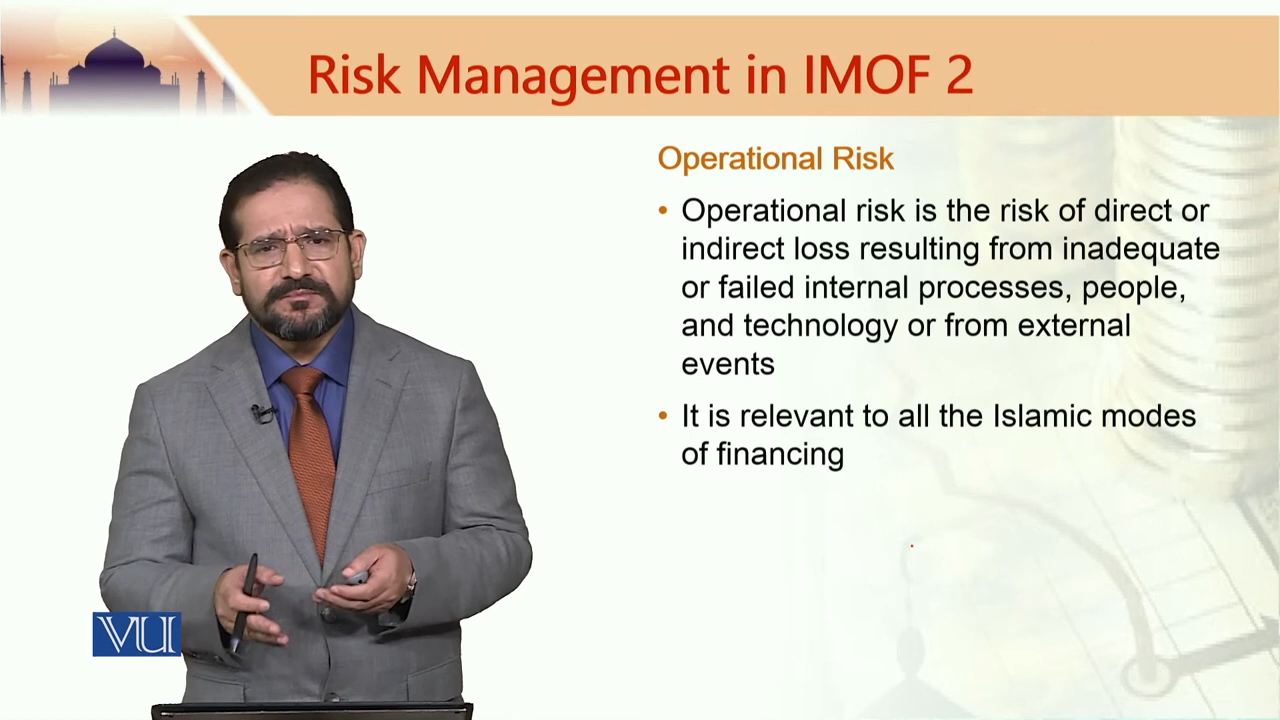 Risk Management in IMOF 2
Operational Risk
• Operational risk is the risk of direct or
indirect loss resulting from inadequate
or failed internal processes, people,
and technology or from external
events
• It is relevant to all the Islamic modes
of financing
VU